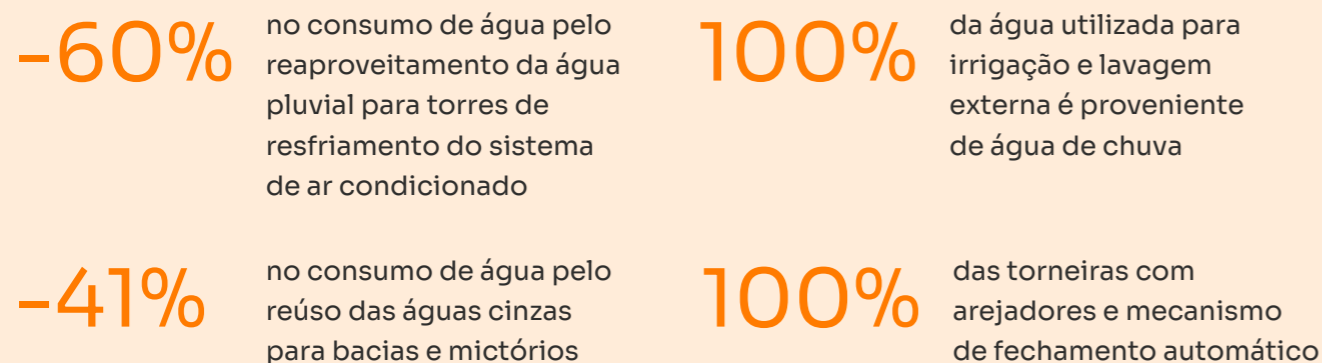 -60%
no consumo de água pelo
reaproveitamento da água
pluvial para torres de
resfriamento do sistema
de ar condicionado
100%
da água utilizada para
irrigação e lavagem
externa é proveniente
de água de chuva
-41%
no consumo de água pelo
reúso das águas cinzas
para bacias e mictórios
100%
das torneiras com
arejadores e mecanismo
de fechamento automático